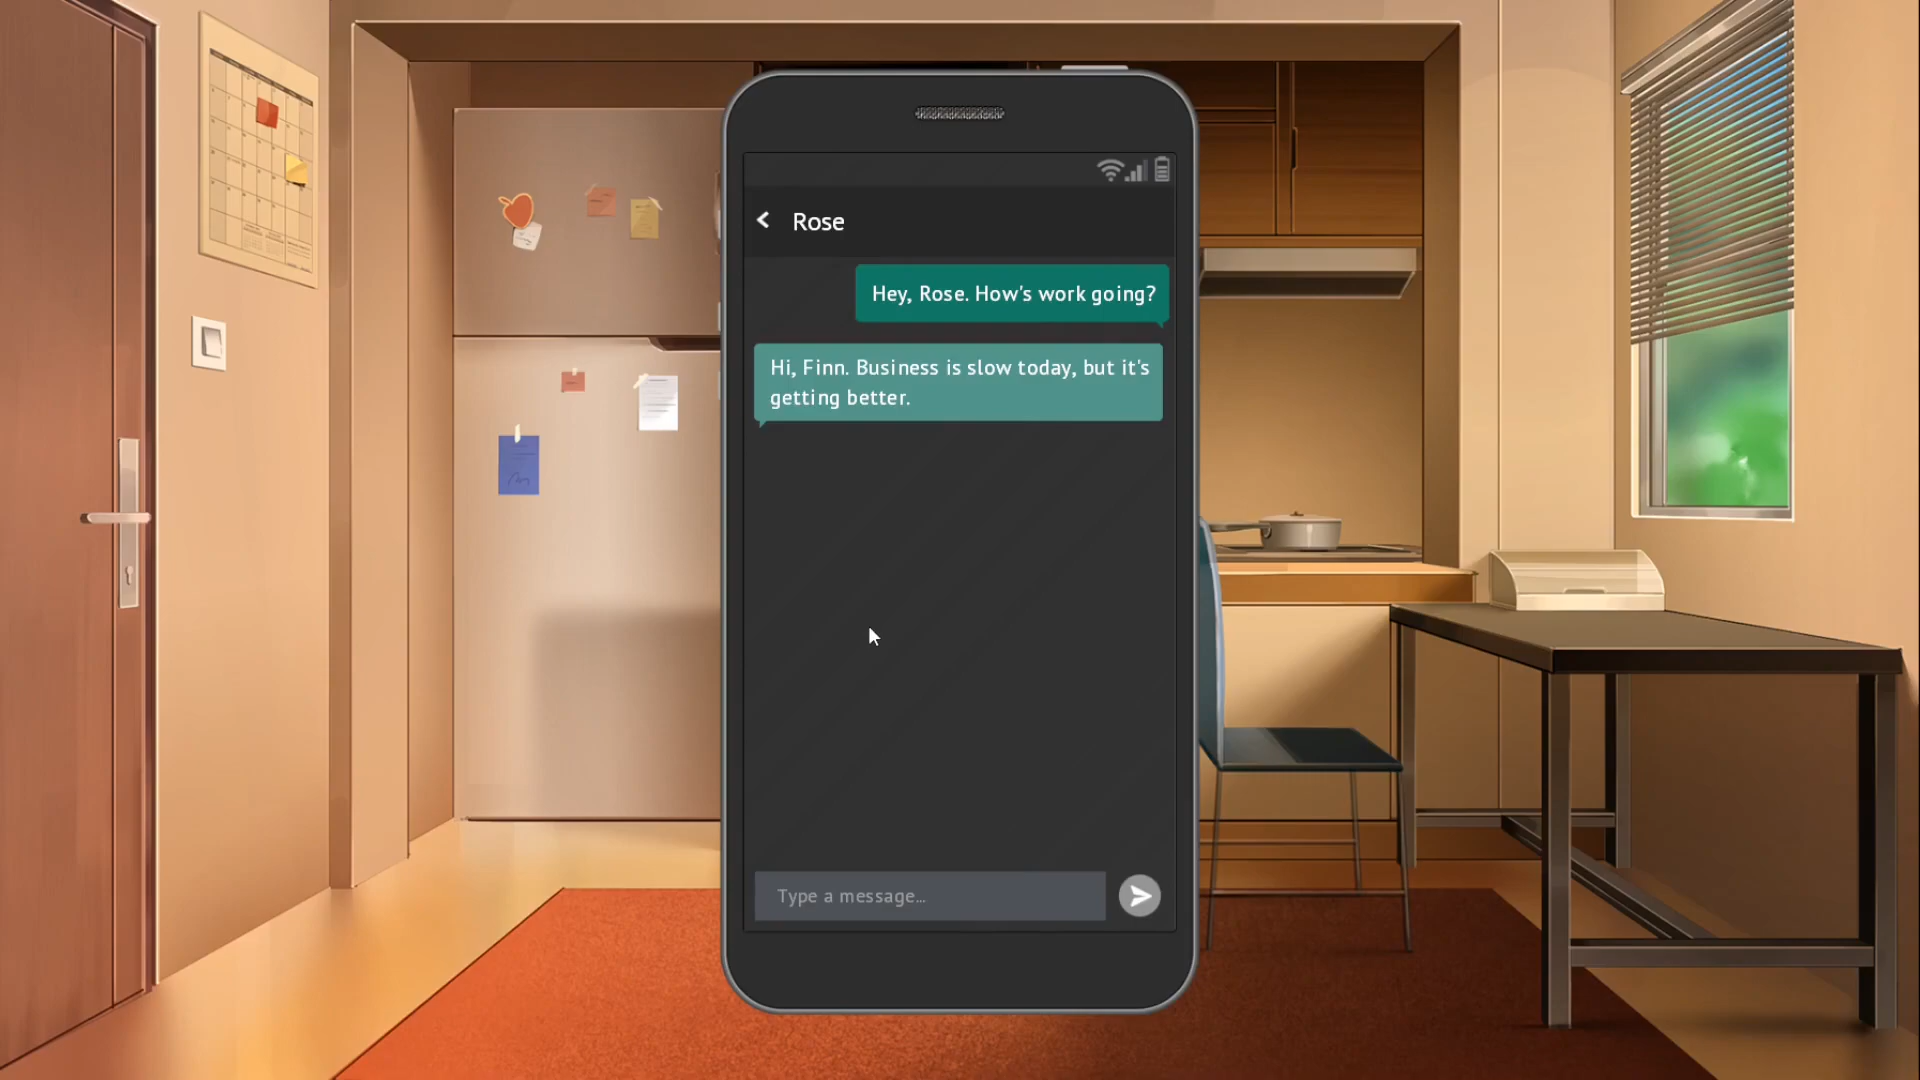 Rose
Hey, Rose. How's work going?
Hi, Finn. Business is slow today, but it's
getting better.
Type a message...